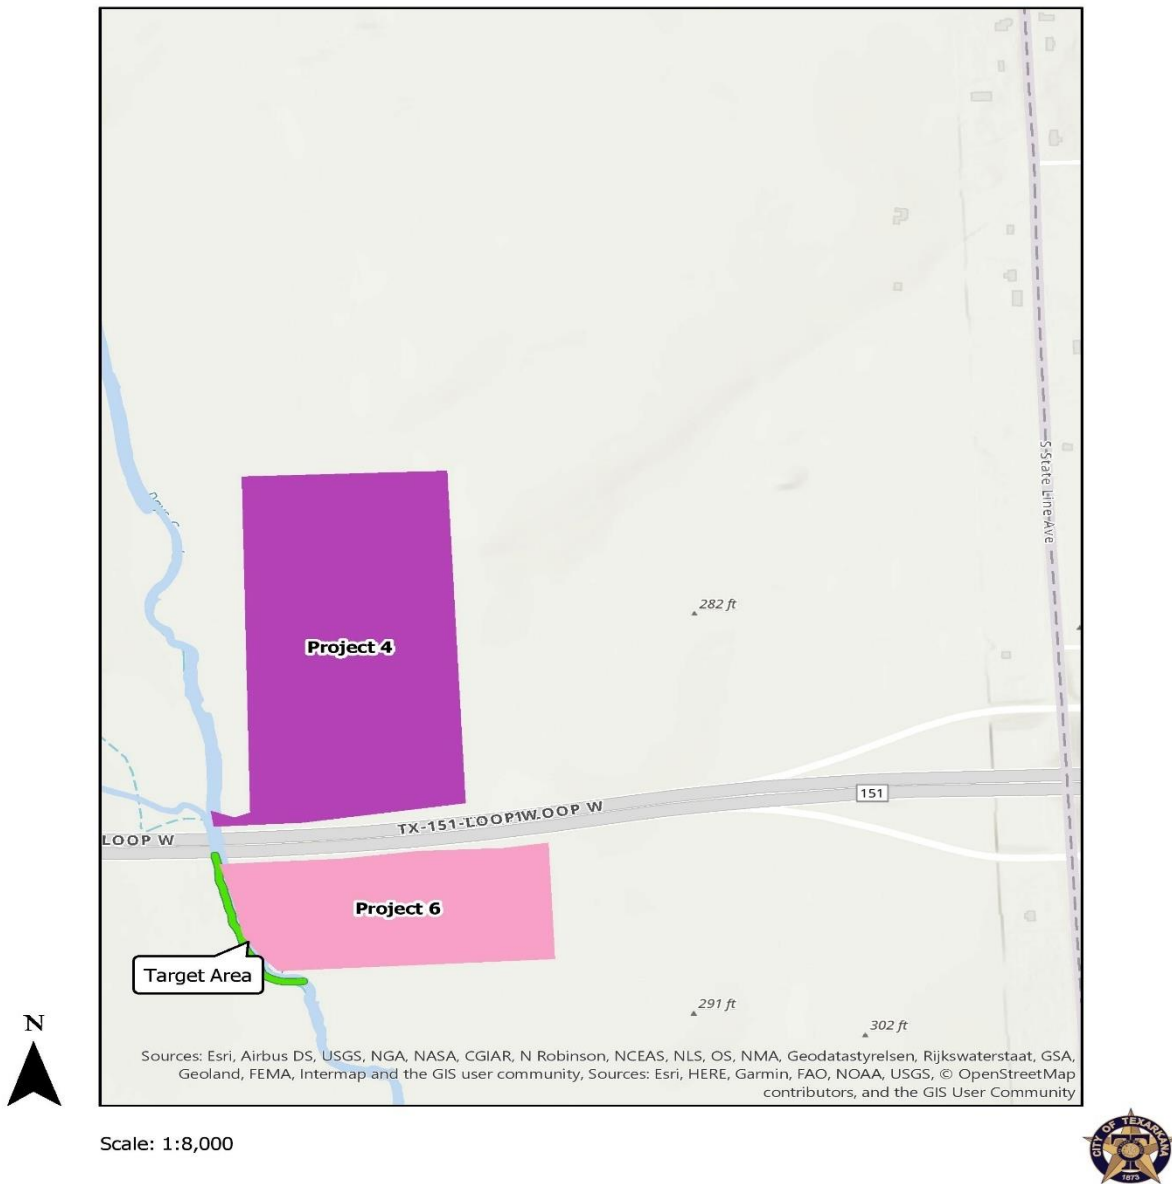 S State Line Ave
282 ft
Project 4
151
TX-151-LOOP1W.OOP W
LOOP W
Project 6
Target Area
291 ft
302 ft
N
Sources: Esri, Airbus DS, USGS, NGA, NASA, CGIAR, N Robinson, NCEAS, NLS, OS, NMA, Geodatastyrelsen, Rijkswaterstaat, GSA,
Geoland, FEMA, Intermap and the GIS user community, Sources: Esri, HERE, Garmin, FAO, NOAA, USGS, © OpenStreetMap
contributors, and the GIS User Community
Scale: 1:8,000
CITY OF TEXARKANA
1873